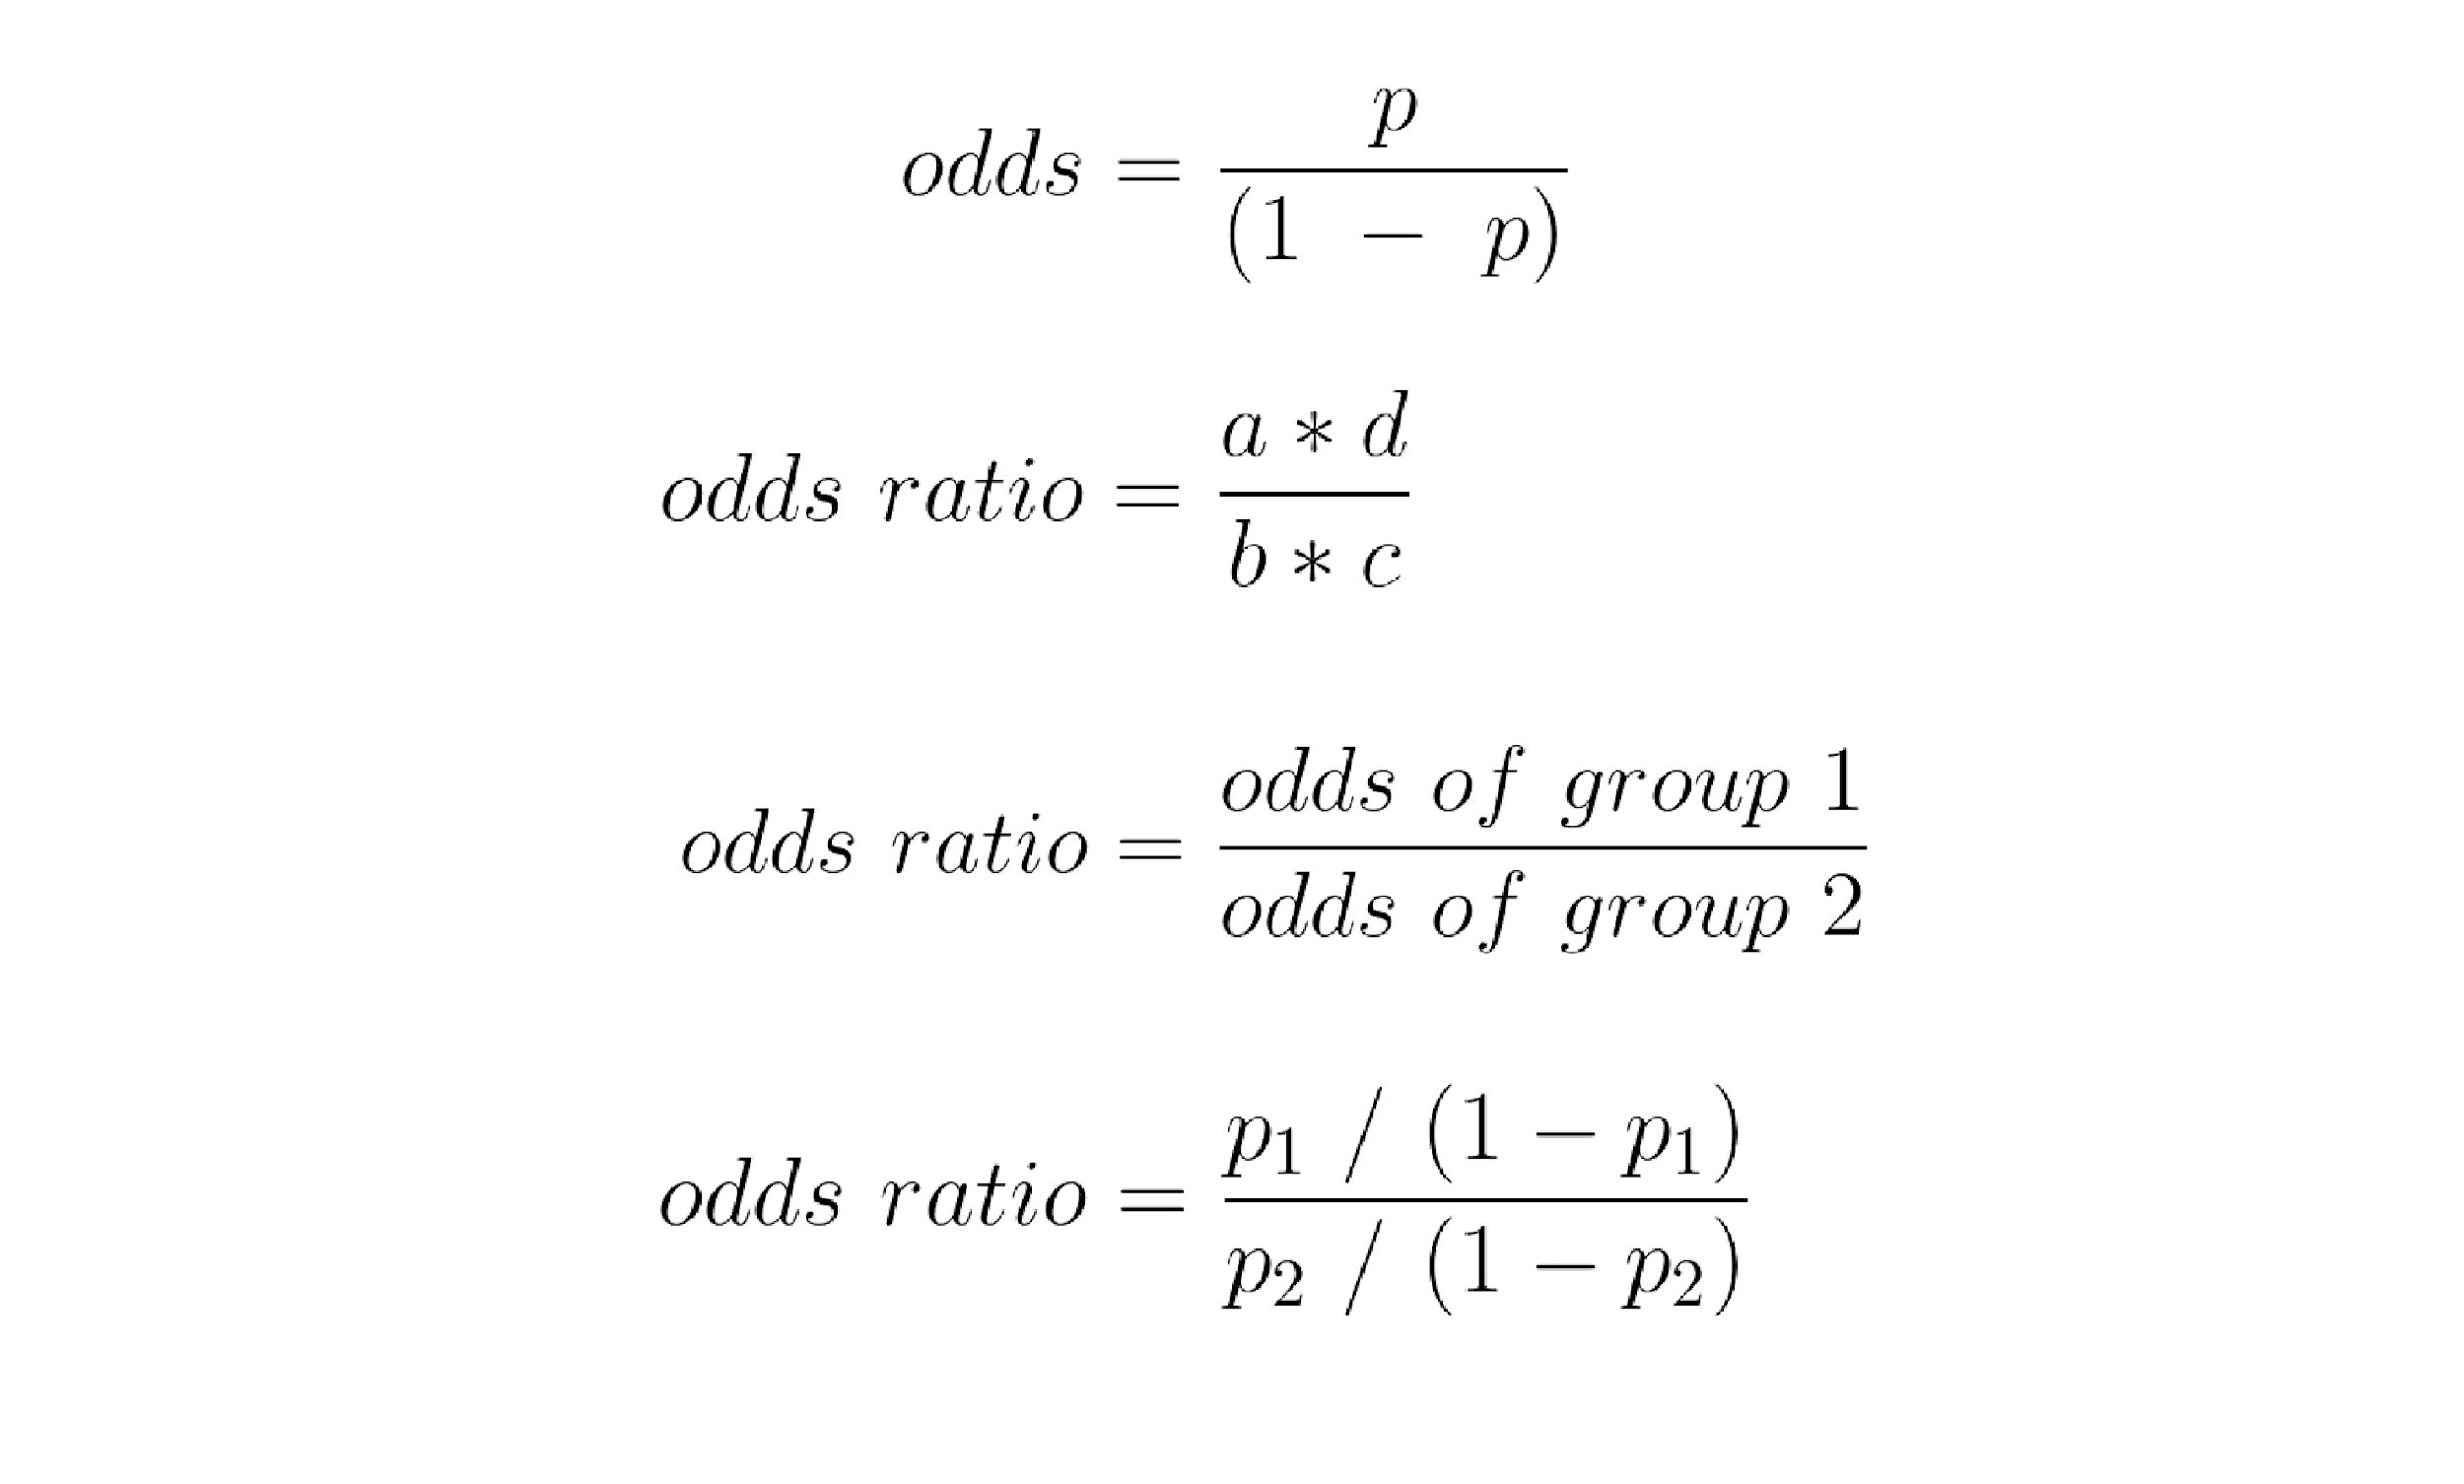 odds = p / (1 - p)
odds ratio = a * d / b * c
odds ratio = odds of group 1 / odds of group 2
odds ratio = p₁ / (1 - p₁) / p₂ / (1 - p₂)